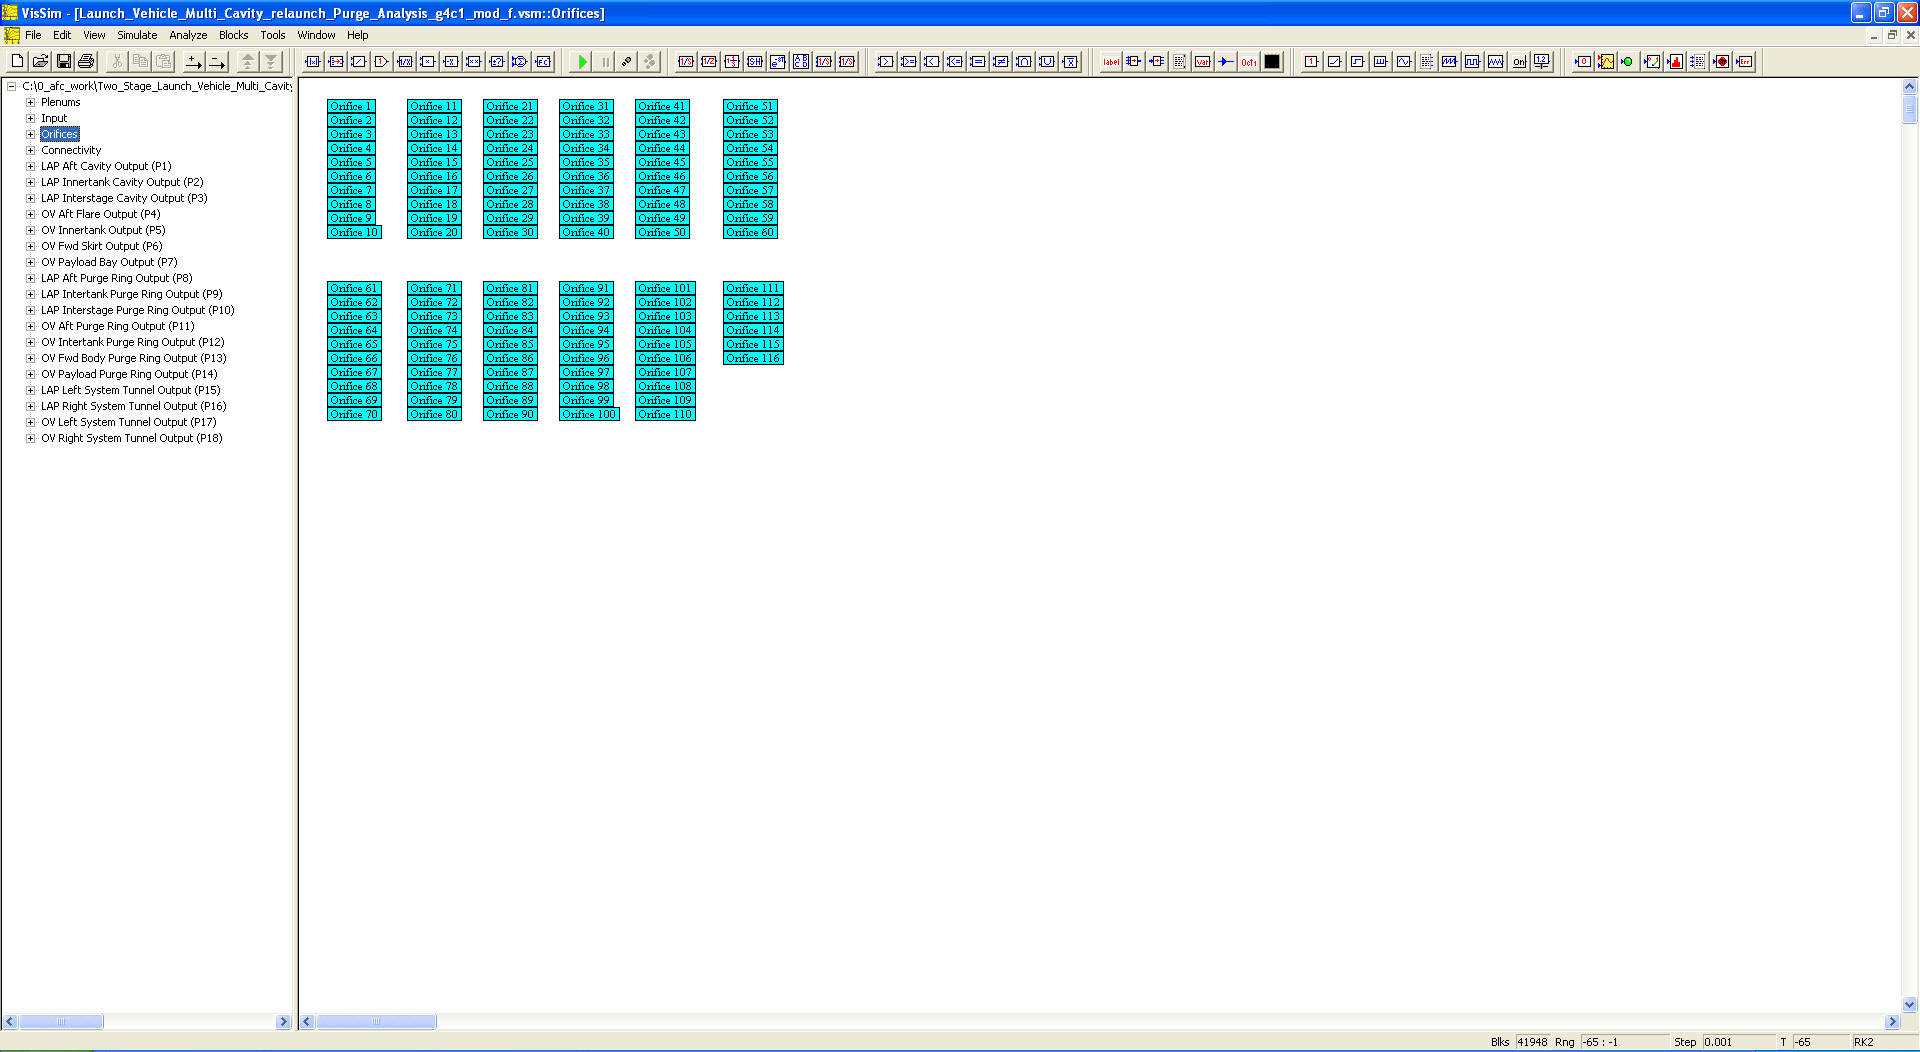 VisSim - [Launch_Vehicle_Multi_Cavity_relaunch_Purge_Analysis_g4c1_mod_f.vsm::Orifices]
File Edit View Simulate Analyze Blocks Tools Window Help
C:\0_afc_work\Two_Stage_Launch_Vehicle_Multi_Cavity
Plenums
Input
Orifices
Connectivity
LAP Aft Cavity Output (P1)
LAP Innertank Cavity Output (P2)
LAP Interstage Cavity Output (P3)
OV Aft Flare Output (P4)
OV Innertank Output (P5)
OV Fwd Skirt Output (P6)
OV Payload Bay Output (P7)
LAP Aft Purge Ring Output (P8)
LAP Intertank Purge Ring Output (P9)
LAP Interstage Purge Ring Output (P10)
OV Aft Purge Ring Output (P11)
OV Intertank Purge Ring Output (P12)
OV Fwd Body Purge Ring Output (P13)
OV Payload Purge Ring Output (P14)
LAP Left System Tunnel Output (P15)
LAP Right System Tunnel Output (P16)
OV Left System Tunnel Output (P17)
OV Right System Tunnel Output (P18)
Orifice 1 Orifice 11 Orifice 21 Orifice 31 Orifice 41 Orifice 51
Orifice 2 Orifice 12 Orifice 22 Orifice 32 Orifice 42 Orifice 52
Orifice 3 Orifice 13 Orifice 23 Orifice 33 Orifice 43 Orifice 53
Orifice 4 Orifice 14 Orifice 24 Orifice 34 Orifice 44 Orifice 54
Orifice 5 Orifice 15 Orifice 25 Orifice 35 Orifice 45 Orifice 55
Orifice 6 Orifice 16 Orifice 26 Orifice 36 Orifice 46 Orifice 56
Orifice 7 Orifice 17 Orifice 27 Orifice 37 Orifice 47 Orifice 57
Orifice 8 Orifice 18 Orifice 28 Orifice 38 Orifice 48 Orifice 58
Orifice 9 Orifice 19 Orifice 29 Orifice 39 Orifice 49 Orifice 59
Orifice 10 Orifice 20 Orifice 30 Orifice 40 Orifice 50 Orifice 60
Orifice 61 Orifice 71 Orifice 81 Orifice 91 Orifice 101 Orifice 111
Orifice 62 Orifice 72 Orifice 82 Orifice 92 Orifice 102 Orifice 112
Orifice 63 Orifice 73 Orifice 83 Orifice 93 Orifice 103 Orifice 113
Orifice 64 Orifice 74 Orifice 84 Orifice 94 Orifice 104 Orifice 114
Orifice 65 Orifice 75 Orifice 85 Orifice 95 Orifice 105 Orifice 115
Orifice 66 Orifice 76 Orifice 86 Orifice 96 Orifice 106 Orifice 116
Orifice 67 Orifice 77 Orifice 87 Orifice 97 Orifice 107
Orifice 68 Orifice 78 Orifice 88 Orifice 98 Orifice 108
Orifice 69 Orifice 79 Orifice 89 Orifice 99 Orifice 109
Orifice 70 Orifice 80 Orifice 90 Orifice 100 Orifice 110
Blks 41948 Rng -65 : -1 Step 0.001 T -65 RK2